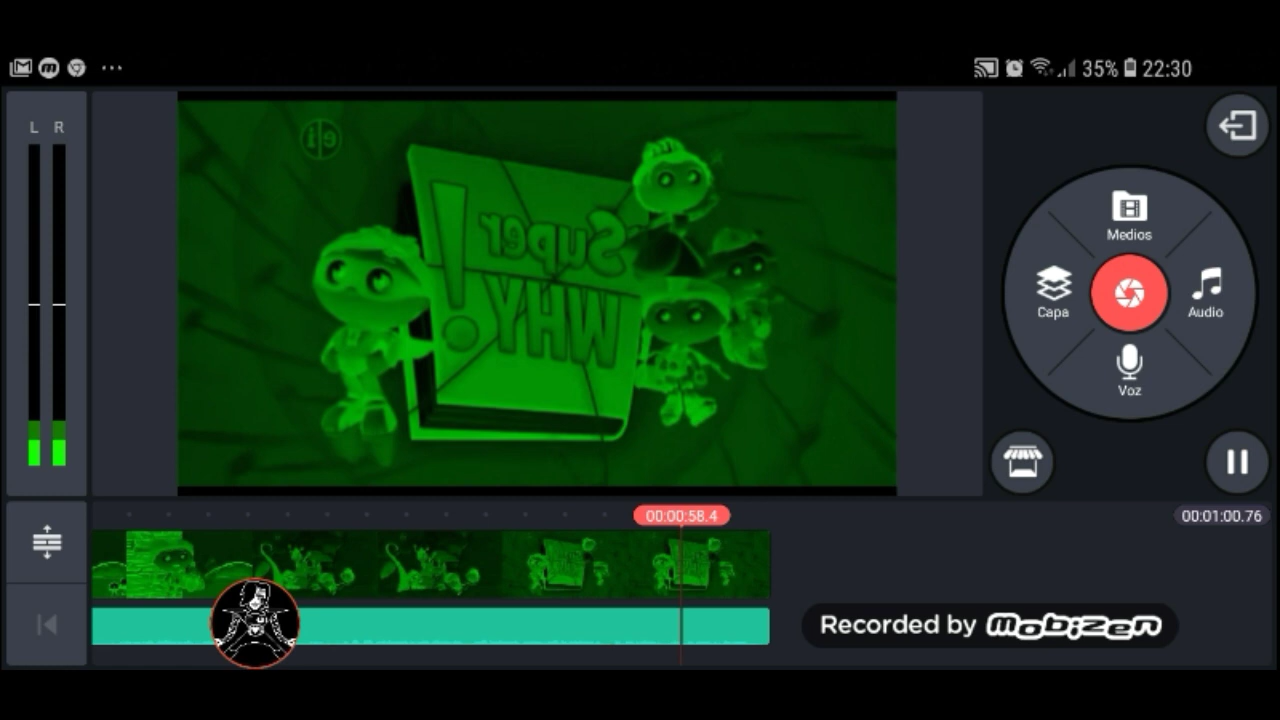 35% 22:30
L R
e|i
Super
WHY!
Medios
Capa
Audio
Voz
00:00:58.4
00:01:00.76
Recorded by mobizen